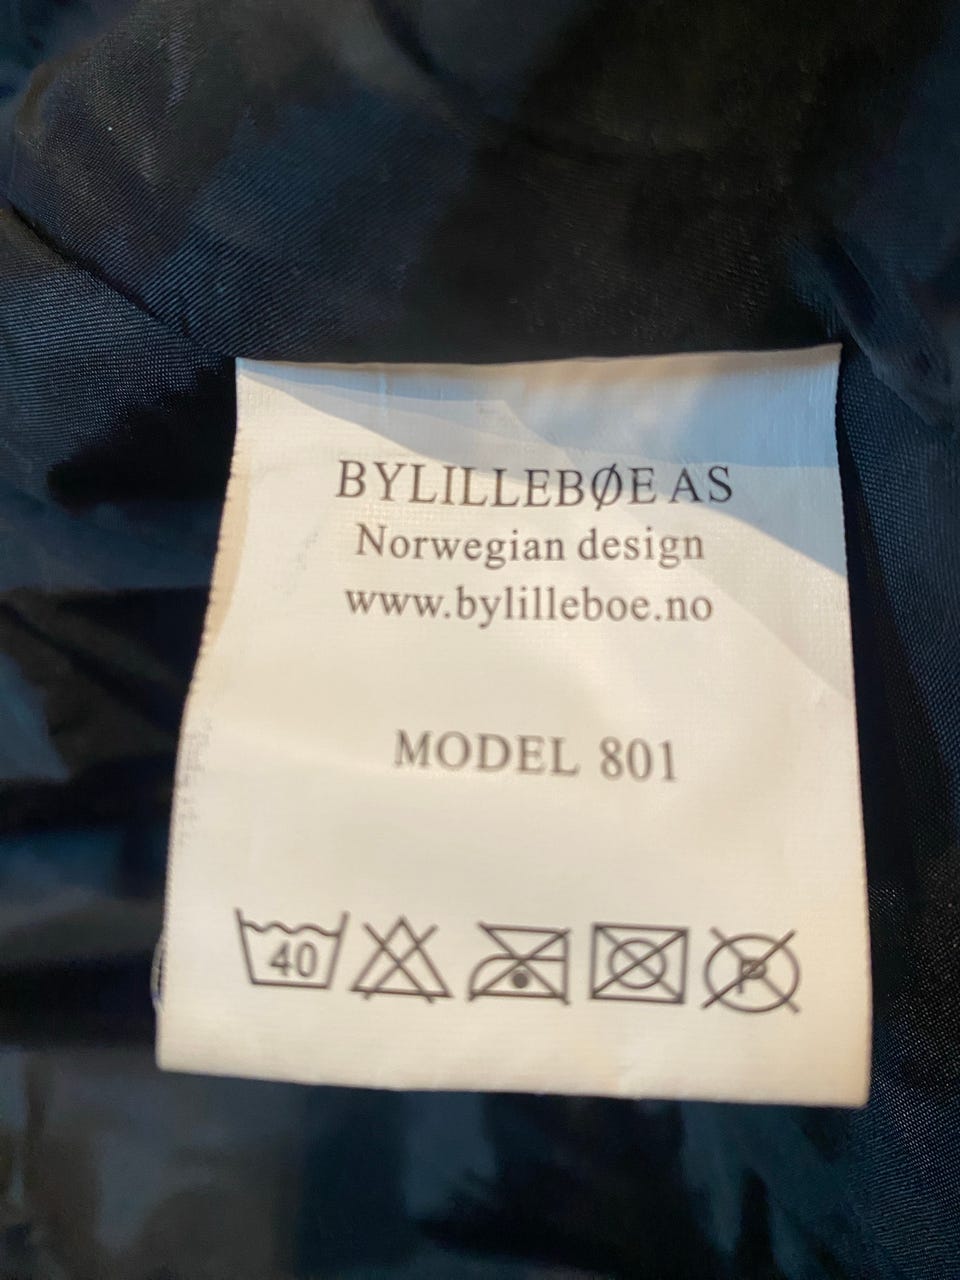 BYLILLEBØE AS
Norwegian design
www.bylilleboe.no
MODEL 801
40
P